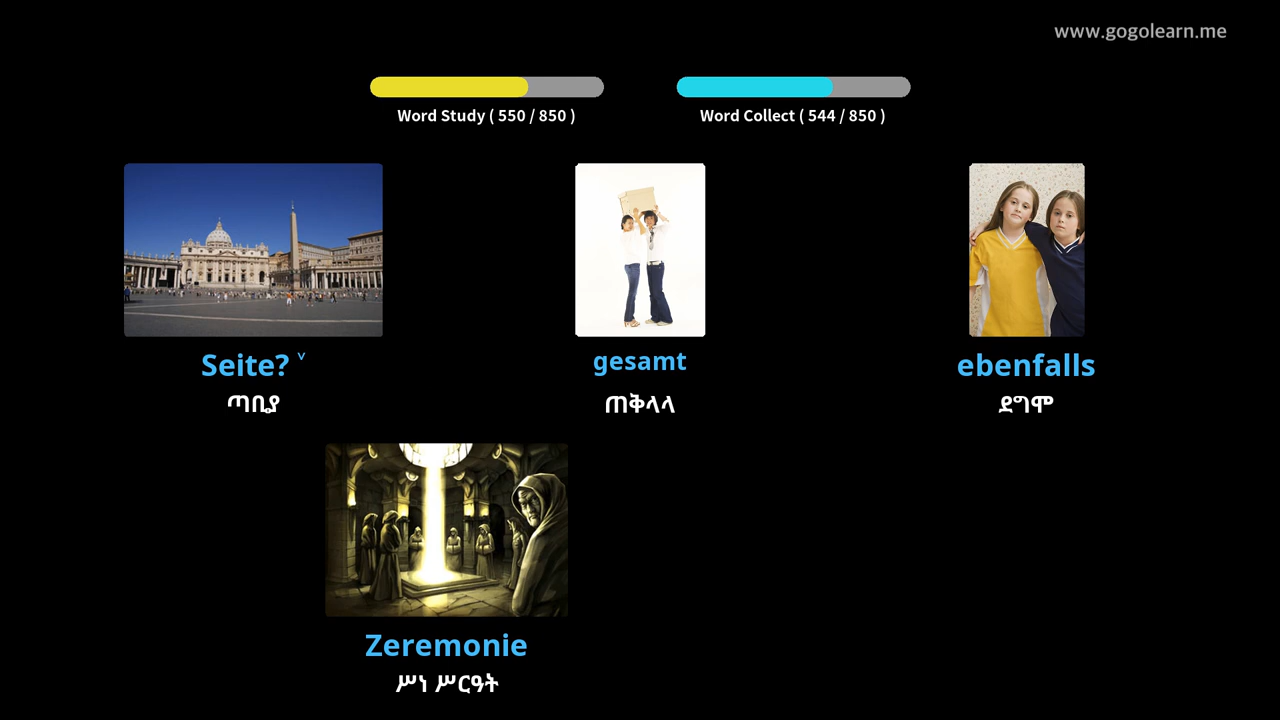 www.gogolearn.me
Word Study ( 550 / 850 )
Word Collect ( 544 / 850 )
Seite? ˅
ጣቢያ
gesamt
ጠቅላላ
ebenfalls
ደግሞ
Zeremonie
ሥነ ሥርዓት